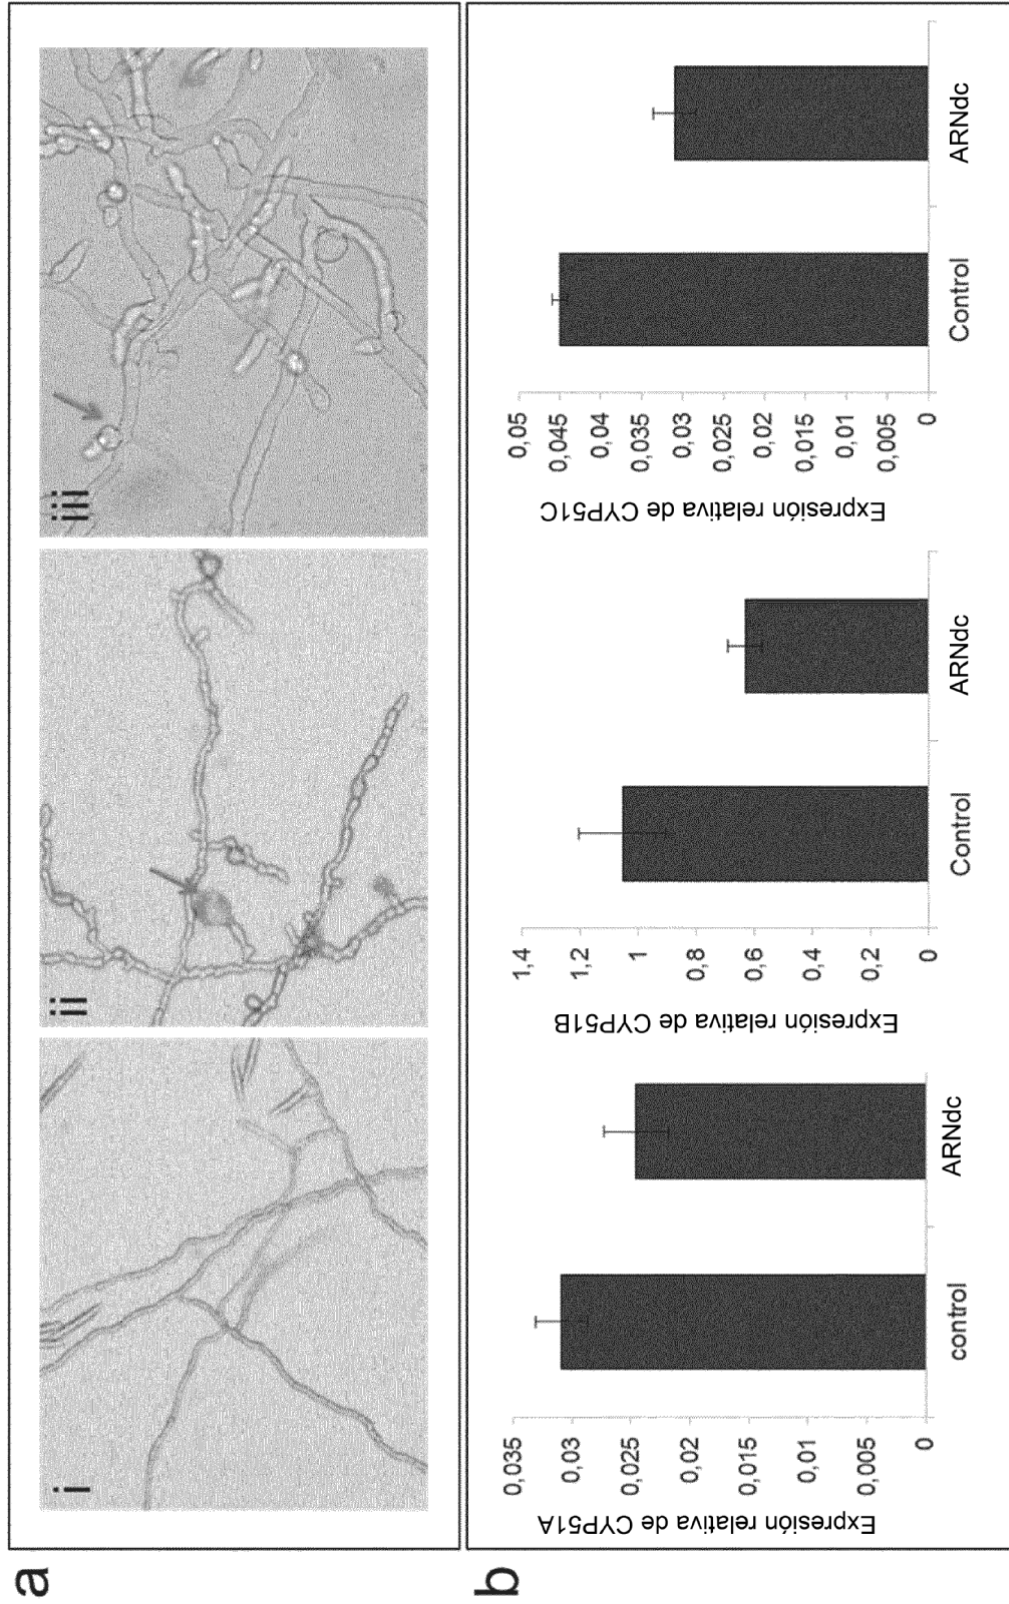 a
i
ii
iii
b
Expresión relativa de CYP51A
0,035
0,03
0,025
0,02
0,015
0,01
0,005
0
control
ARNdc
Expresión relativa de CYP51B
1,4
1,2
1
0,8
0,6
0,4
0,2
0
Control
ARNdc
Expresión relativa de CYP51C
0,05
0,045
0,04
0,035
0,03
0,025
0,02
0,015
0,01
0,005
0
Control
ARNdc